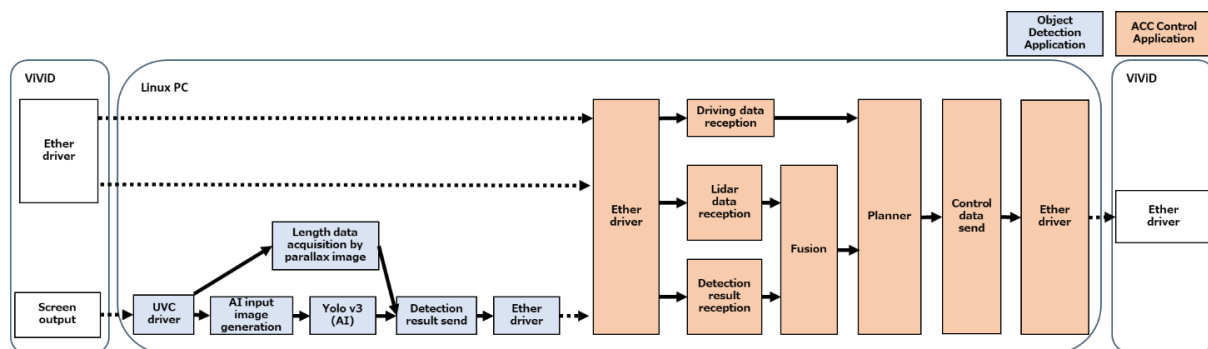 Object
Detection
Application
ACC Control
Application
ViViD
Linux PC
ViViD
Ether
driver
Driving data
reception
Ether
driver
Lidar
data
reception
Fusion
Planner
Control
data
send
Ether
driver
Ether
driver
Length data
acquisition by
parallax image
Detection
result
reception
Screen
output
UVC
driver
AI input
image
generation
Yolo v3
(AI)
Detection
result send
Ether
driver